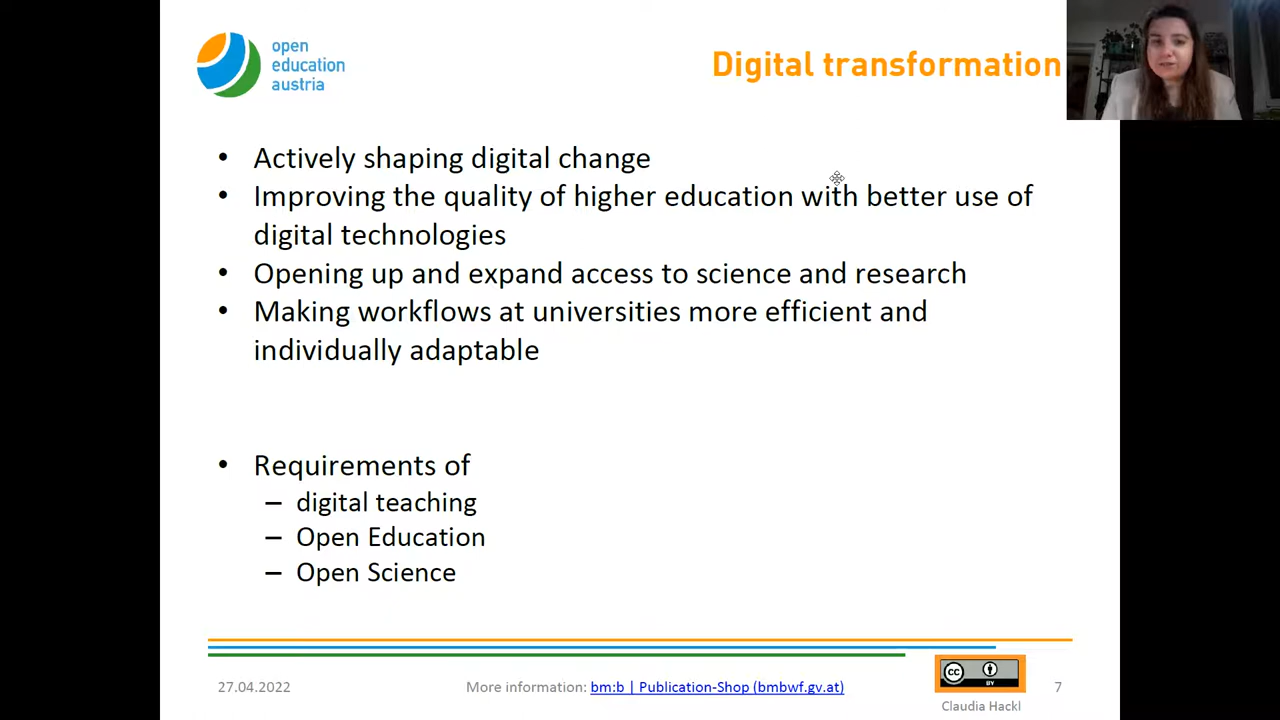 open
education
austria
Digital transformation
• Actively shaping digital change
• Improving the quality of higher education with better use of
digital technologies
• Opening up and expand access to science and research
• Making workflows at universities more efficient and
individually adaptable
• Requirements of
– digital teaching
– Open Education
– Open Science
27.04.2022
More information: bm:b | Publication-Shop (bmbwf.gv.at)
cc
BY
Claudia Hackl
7